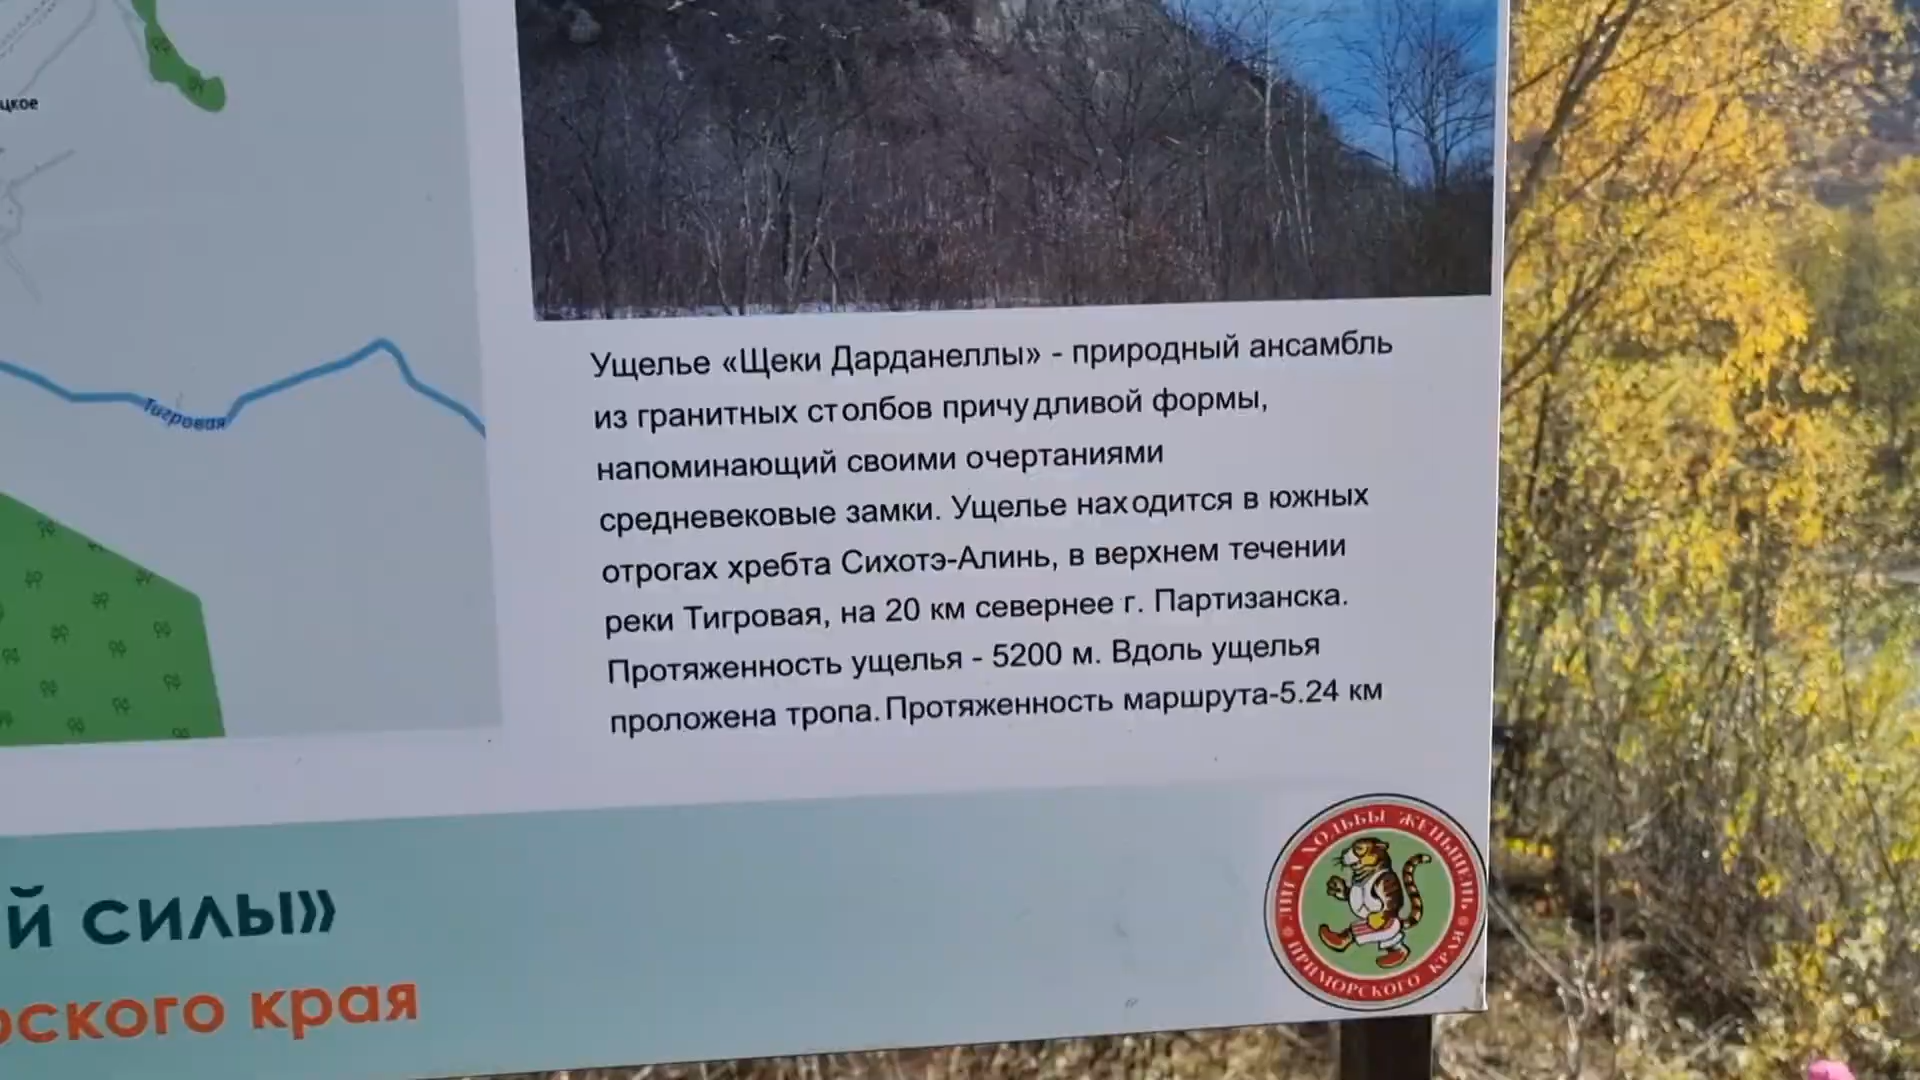 цкое
Тигровая
Ущелье «Щеки Дарданеллы» - природный ансамбль
из гранитных столбов причудливой формы,
напоминающий своими очертаниями
средневековые замки. Ущелье находится в южных
отрогах хребта Сихотэ-Алинь, в верхнем течении
реки Тигровая, на 20 км севернее г. Партизанска.
Протяженность ущелья - 5200 м. Вдоль ущелья
проложена тропа. Протяженность маршрута-5.24 км
й силы»
рского края
ЛИГА ХОДЬБЫ ЖЕНЬШЕНЬ
ПРИМОРСКОГО КРАЯ